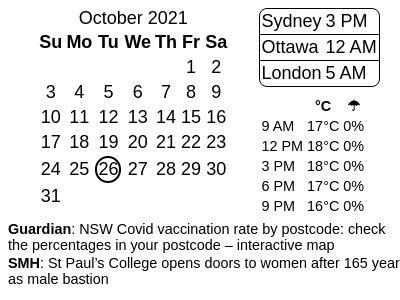 October 2021
Su Mo Tu We Th Fr Sa
1 2
3 4 5 6 7 8 9
10 11 12 13 14 15 16
17 18 19 20 21 22 23
24 25 26 27 28 29 30
31
Sydney 3 PM
Ottawa 12 AM
London 5 AM
°C ☂
9 AM 17°C 0%
12 PM 18°C 0%
3 PM 18°C 0%
6 PM 17°C 0%
9 PM 16°C 0%
Guardian: NSW Covid vaccination rate by postcode: check
the percentages in your postcode – interactive map
SMH: St Paul’s College opens doors to women after 165 year
as male bastion